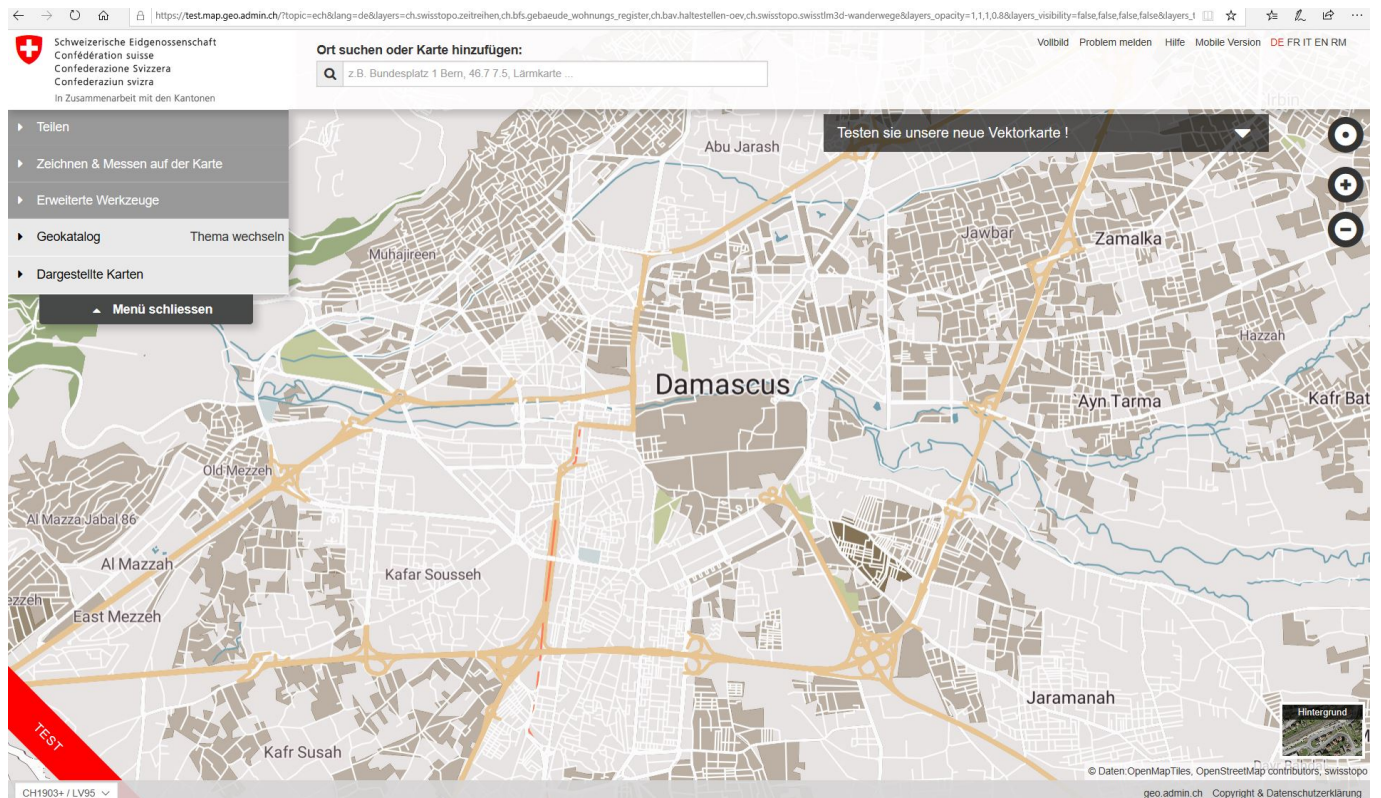 https://test.map.geo.admin.ch/?topic=ech&lang=de&layers=ch.swisstopo.zeitreihen,ch.bfs.gebaeude_wohnungs_register,ch.bav.haltestellen-oev,ch.swisstopo.swisstlm3d-wanderwege&layers_opacity=1,1,1,0.8&layers_visibility=false,false,false,false&layers_t
Schweizerische Eidgenossenschaft
Confédération suisse
Confederazione Svizzera
Confederaziun svizra
In Zusammenarbeit mit den Kantonen
Ort suchen oder Karte hinzufügen:
z.B. Bundesplatz 1 Bern, 46.7 7.5, Lärmkarte ...
Vollbild Problem melden Hilfe Mobile Version DE FR IT EN RM
Irbin
Teilen
Zeichnen & Messen auf der Karte
Erweiterte Werkzeuge
Geokatalog Thema wechseln
Dargestellte Karten
Menü schliessen
Testen sie unsere neue Vektorkarte !
Abu Jarash
Muhajireen
Jawbar
Zamalka
Hazzah
Damascus
Ayn Tarma
Kafr Bat
Old Mezzeh
Al Mazza Jabal 86
Al Mazzah
Kafar Sousseh
ezzeh
East Mezzeh
Jaramanah
Hintergrund
TEST
Kafr Susah
© Daten:OpenMapTiles, OpenStreetMap contributors, swisstopo
CH1903+ / LV95
geo.admin.ch Copyright & Datenschutzerklärung